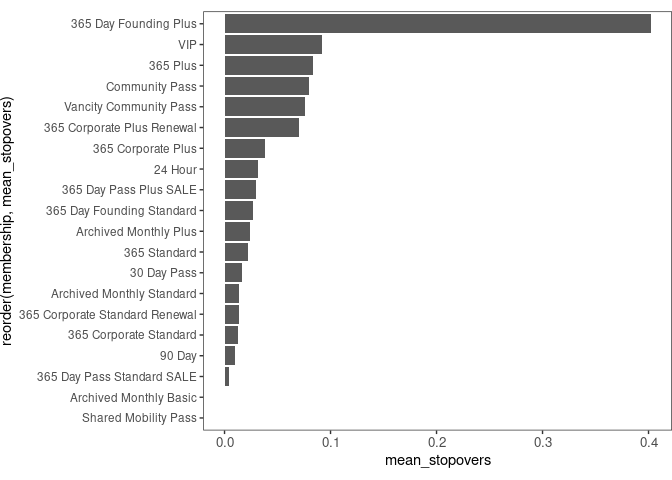 365 Day Founding Plus
VIP
365 Plus
Community Pass
Vancity Community Pass
365 Corporate Plus Renewal
365 Corporate Plus
24 Hour
365 Day Pass Plus SALE
365 Day Founding Standard
Archived Monthly Plus
365 Standard
30 Day Pass
Archived Monthly Standard
365 Corporate Standard Renewal
365 Corporate Standard
90 Day
365 Day Pass Standard SALE
Archived Monthly Basic
Shared Mobility Pass
reorder(membership, mean_stopovers)
0.0 0.1 0.2 0.3 0.4
mean_stopovers